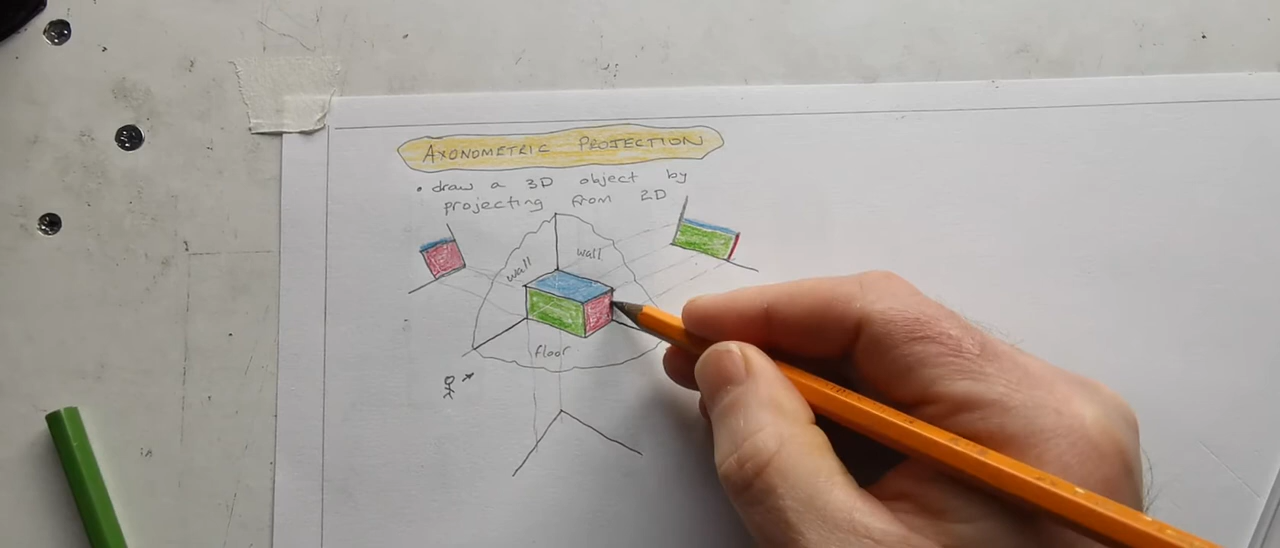 AXONOMETRIC PROJECTION
• draw a 3D object by
projecting from 2D
wall
wall
floor